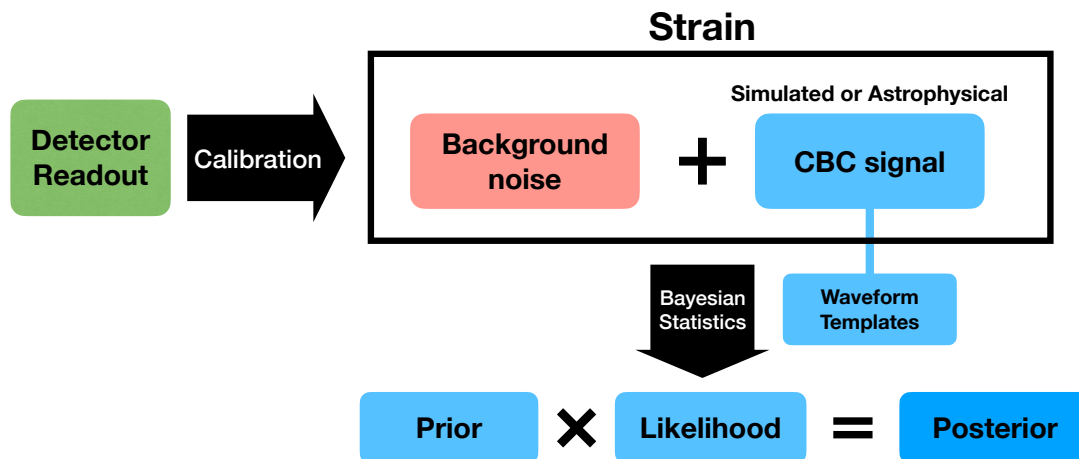 Strain
Simulated or Astrophysical
Detector
Readout
Calibration
Background
noise
+
CBC signal
Bayesian
Statistics
Waveform
Templates
Prior
×
Likelihood
=
Posterior